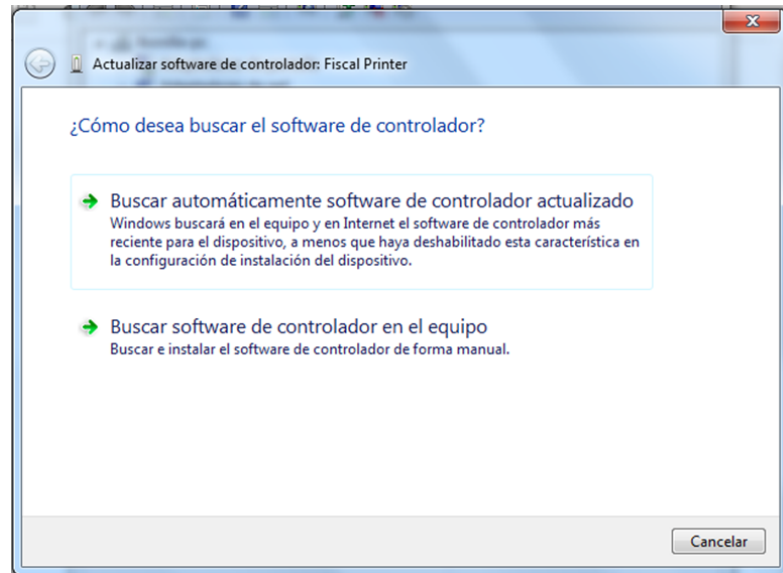 Actualizar software de controlador: Fiscal Printer
¿Cómo desea buscar el software de controlador?
Buscar automáticamente software de controlador actualizado
Windows buscará en el equipo y en Internet el software de controlador más
reciente para el dispositivo, a menos que haya deshabilitado esta característica en
la configuración de instalación del dispositivo.
Buscar software de controlador en el equipo
Buscar e instalar el software de controlador de forma manual.
Cancelar